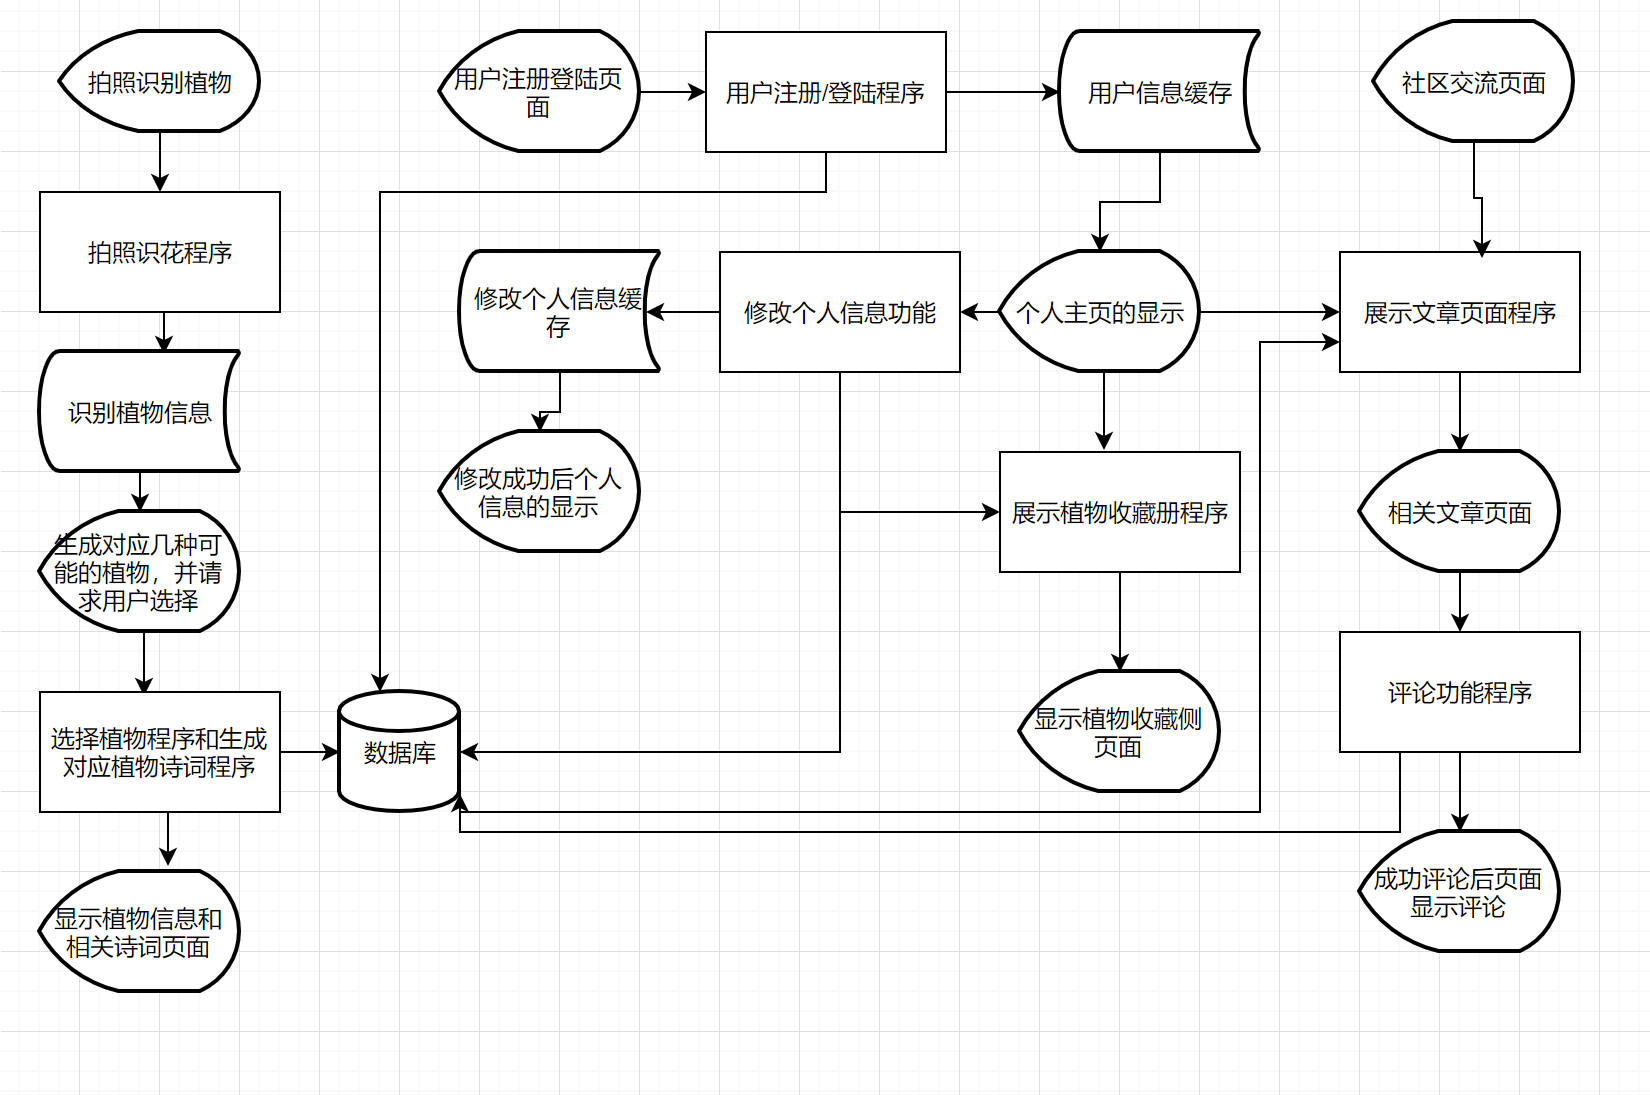 拍照识别植物
用户注册登陆页
面
用户注册/登陆程序
用户信息缓存
社区交流页面
拍照识花程序
修改个人信息缓
存
修改个人信息功能
个人主页的显示
展示文章页面程序
识别植物信息
修改成功后个人
信息的显示
展示植物收藏册程序
相关文章页面
生成对应几种可
能的植物，并请
求用户选择
选择植物程序和生成
对应植物诗词程序
数据库
显示植物收藏侧
页面
评论功能程序
显示植物信息和
相关诗词页面
成功评论后页面
显示评论